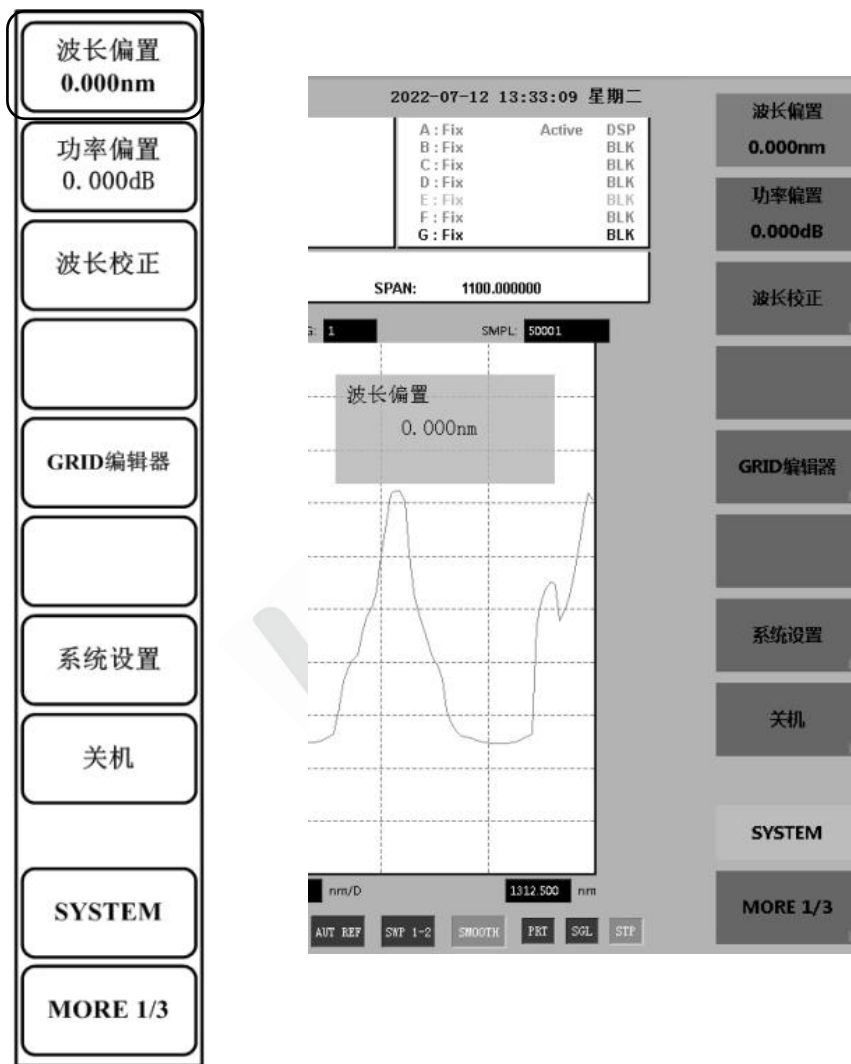 波长偏置
0.000nm
功率偏置
0.000dB
波长校正
GRID编辑器
系统设置
关机
SYSTEM
MORE 1/3
2022-07-12 13:33:09 星期二
A:Fix Active DSP
B:Fix BLK
C:Fix BLK
D:Fix BLK
E:Fix BLK
F:Fix BLK
G:Fix BLK
SPAN: 1100.000000
1 SMPL: 50001
波长偏置
0.000nm
nm/D 1312.500 nm
AUT REF SWP 1-2 SMOOTH PRT SGL STP
波长偏置
0.000nm
功率偏置
0.000dB
波长校正
GRID编辑器
系统设置
关机
SYSTEM
MORE 1/3